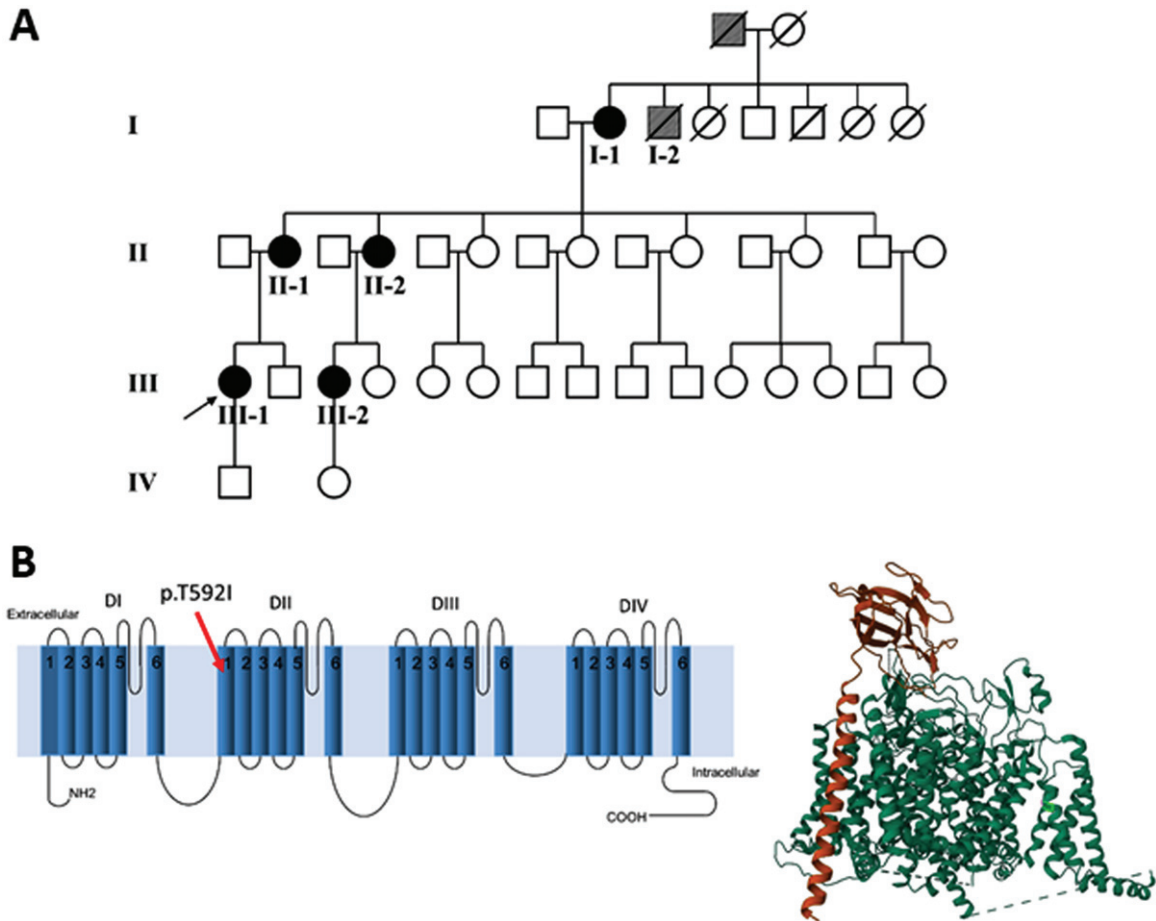 A
I
I-1 I-2
II
II-1 II-2
III
III-1 III-2
IV
B
p.T592I
Extracellular DI DII DIII DIV
1 2 3 4 5 6 1 2 3 4 5 6 1 2 3 4 5 6 1 2 3 4 5 6
NH2
Intracellular
COOH